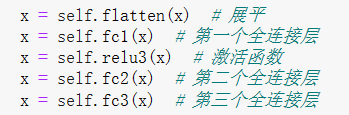 x = self.flatten(x)  # 展平
x = self.fc1(x)  # 第一个全连接层
x = self.relu3(x)  # 激活函数
x = self.fc2(x)  # 第二个全连接层
x = self.fc3(x)  # 第三个全连接层